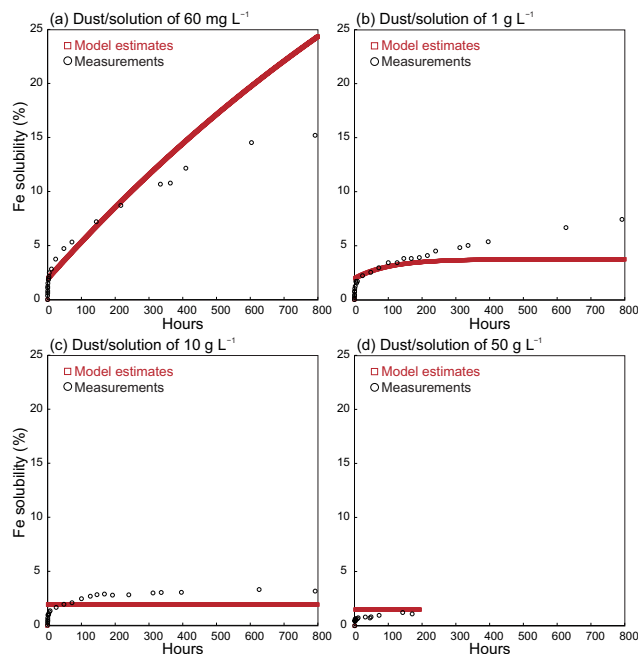 (a) Dust/solution of 60 mg L⁻¹
Model estimates
Measurements
25
20
15
10
5
0
Fe solubility (%)
0 100 200 300 400 500 600 700 800
Hours
(b) Dust/solution of 1 g L⁻¹
Model estimates
Measurements
25
20
15
10
5
0
0 100 200 300 400 500 600 700 800
Hours
(c) Dust/solution of 10 g L⁻¹
Model estimates
Measurements
25
20
15
10
5
0
Fe solubility (%)
0 100 200 300 400 500 600 700 800
Hours
(d) Dust/solution of 50 g L⁻¹
Model estimates
Measurements
25
20
15
10
5
0
0 100 200 300 400 500 600 700 800
Hours